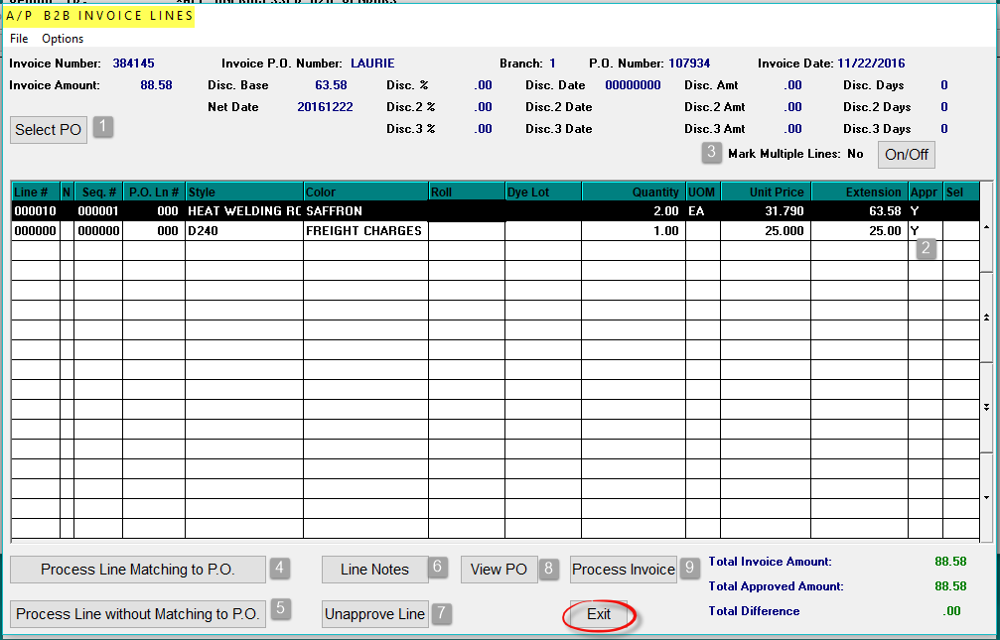 A/P B2B INVOICE LINES
File Options
Invoice Number: 384145 Invoice P.O. Number: LAURIE Branch: 1 P.O. Number: 107934 Invoice Date: 11/22/2016
Invoice Amount: 88.58 Disc. Base 63.58 Disc. % .00 Disc. Date 00000000 Disc. Amt .00 Disc. Days 0
Net Date 20161222 Disc.2 % .00 Disc.2 Date Disc.2 Amt .00 Disc.2 Days 0
Select PO 1 Disc.3 % .00 Disc.3 Date Disc.3 Amt .00 Disc.3 Days 0
3 Mark Multiple Lines: No On/Off
Line # N Seq. # P.O. Ln # Style Color Roll Dye Lot Quantity UOM Unit Price Extension Appr Sel
000010 000001 000 HEAT WELDING RO SAFFRON 2.00 EA 31.790 63.58 Y
000000 000000 000 D240 FREIGHT CHARGES 1.00 25.000 25.00 Y
2
Process Line Matching to P.O. 4 Line Notes 6 View PO 8 Process Invoice 9 Total Invoice Amount: 88.58
Total Approved Amount: 88.58
Process Line without Matching to P.O. 5 Unapprove Line 7 Exit Total Difference .00